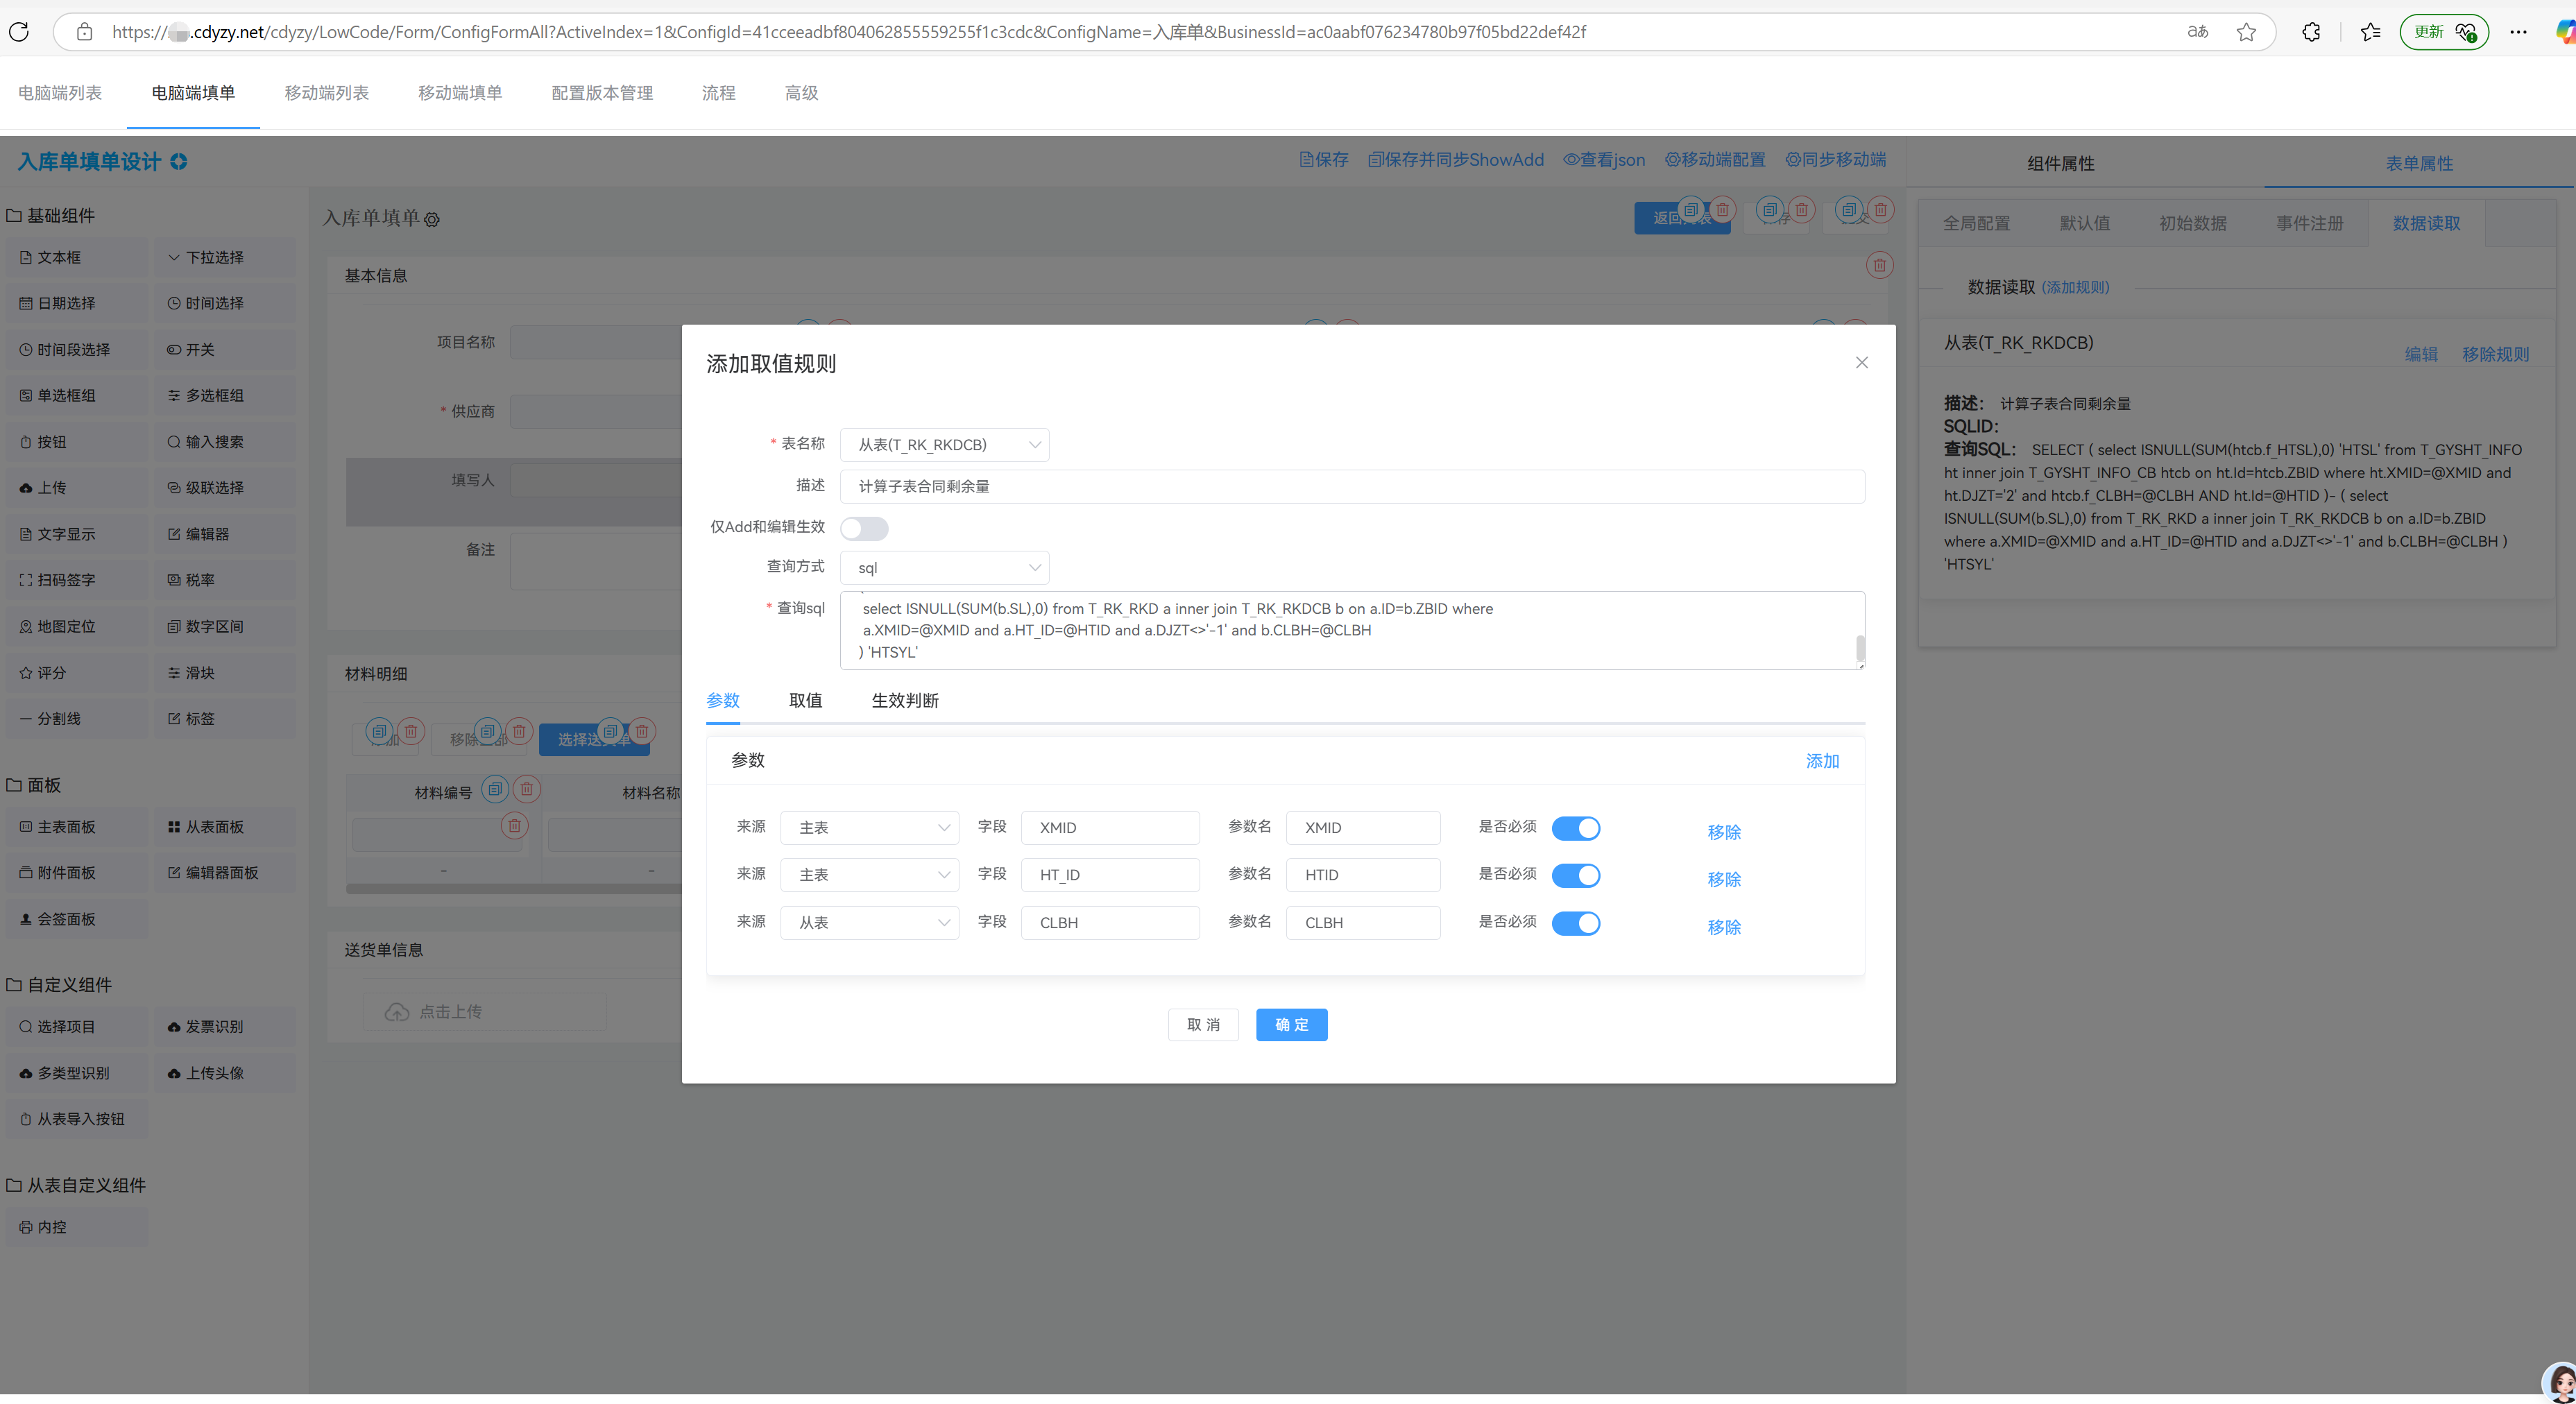 https://.cdyzy.net/cdyzy/LowCode/Form/ConfigFormAll?ActiveIndex=1&ConfigId=41cceeadbf804062855559255f1c3cdc&ConfigName=入库单&BusinessId=ac0aabf076234780b97f05bd22def42f
更新
电脑端列表 电脑端填单 移动端列表 移动端填单 配置版本管理 流程 高级
入库单填单设计
保存 保存并同步ShowAdd 查看json 移动端配置 同步移动端
组件属性 表单属性
基础组件
文本框 下拉选择
日期选择 时间选择
时间段选择 开关
单选框组 多选框组
按钮 输入搜索
上传 级联选择
文字显示 编辑器
扫码签字 税率
地图定位 数字区间
评分 滑块
分割线 标签
面板
主表面板 从表面板
附件面板 编辑器面板
会签面板
自定义组件
选择项目 发票识别
多类型识别 上传头像
从表导入按钮
从表自定义组件
内控
入库单填单
返回
基本信息
项目名称
* 供应商
填写人
备注
材料明细
加 移除 部 选择送 单
材料编号 材料名称
- -
送货单信息
点击上传
添加取值规则
* 表名称 从表(T_RK_RKDCB)
描述 计算子表合同剩余量
仅Add和编辑生效
查询方式 sql
* 查询sql
select ISNULL(SUM(b.SL),0) from T_RK_RKD a inner join T_RK_RKDCB b on a.ID=b.ZBID where
a.XMID=@XMID and a.HT_ID=@HTID and a.DJZT<>'-1' and b.CLBH=@CLBH
) 'HTSYL'
参数 取值 生效判断
参数 添加
来源 主表 字段 XMID 参数名 XMID 是否必须 移除
来源 主表 字段 HT_ID 参数名 HTID 是否必须 移除
来源 从表 字段 CLBH 参数名 CLBH 是否必须 移除
取 消 确 定
全局配置 默认值 初始数据 事件注册 数据读取
数据读取 (添加规则)
从表(T_RK_RKDCB)
编辑 移除规则
描述： 计算子表合同剩余量
SQLID：
查询SQL： SELECT ( select ISNULL(SUM(htcb.f_HTSL),0) 'HTSL' from T_GYSHT_INFO
ht inner join T_GYSHT_INFO_CB htcb on ht.Id=htcb.ZBID where ht.XMID=@XMID and
ht.DJZT='2' and htcb.f_CLBH=@CLBH AND ht.Id=@HTID )- ( select
ISNULL(SUM(b.SL),0) from T_RK_RKD a inner join T_RK_RKDCB b on a.ID=b.ZBID
where a.XMID=@XMID and a.HT_ID=@HTID and a.DJZT<>'-1' and b.CLBH=@CLBH )
'HTSYL'